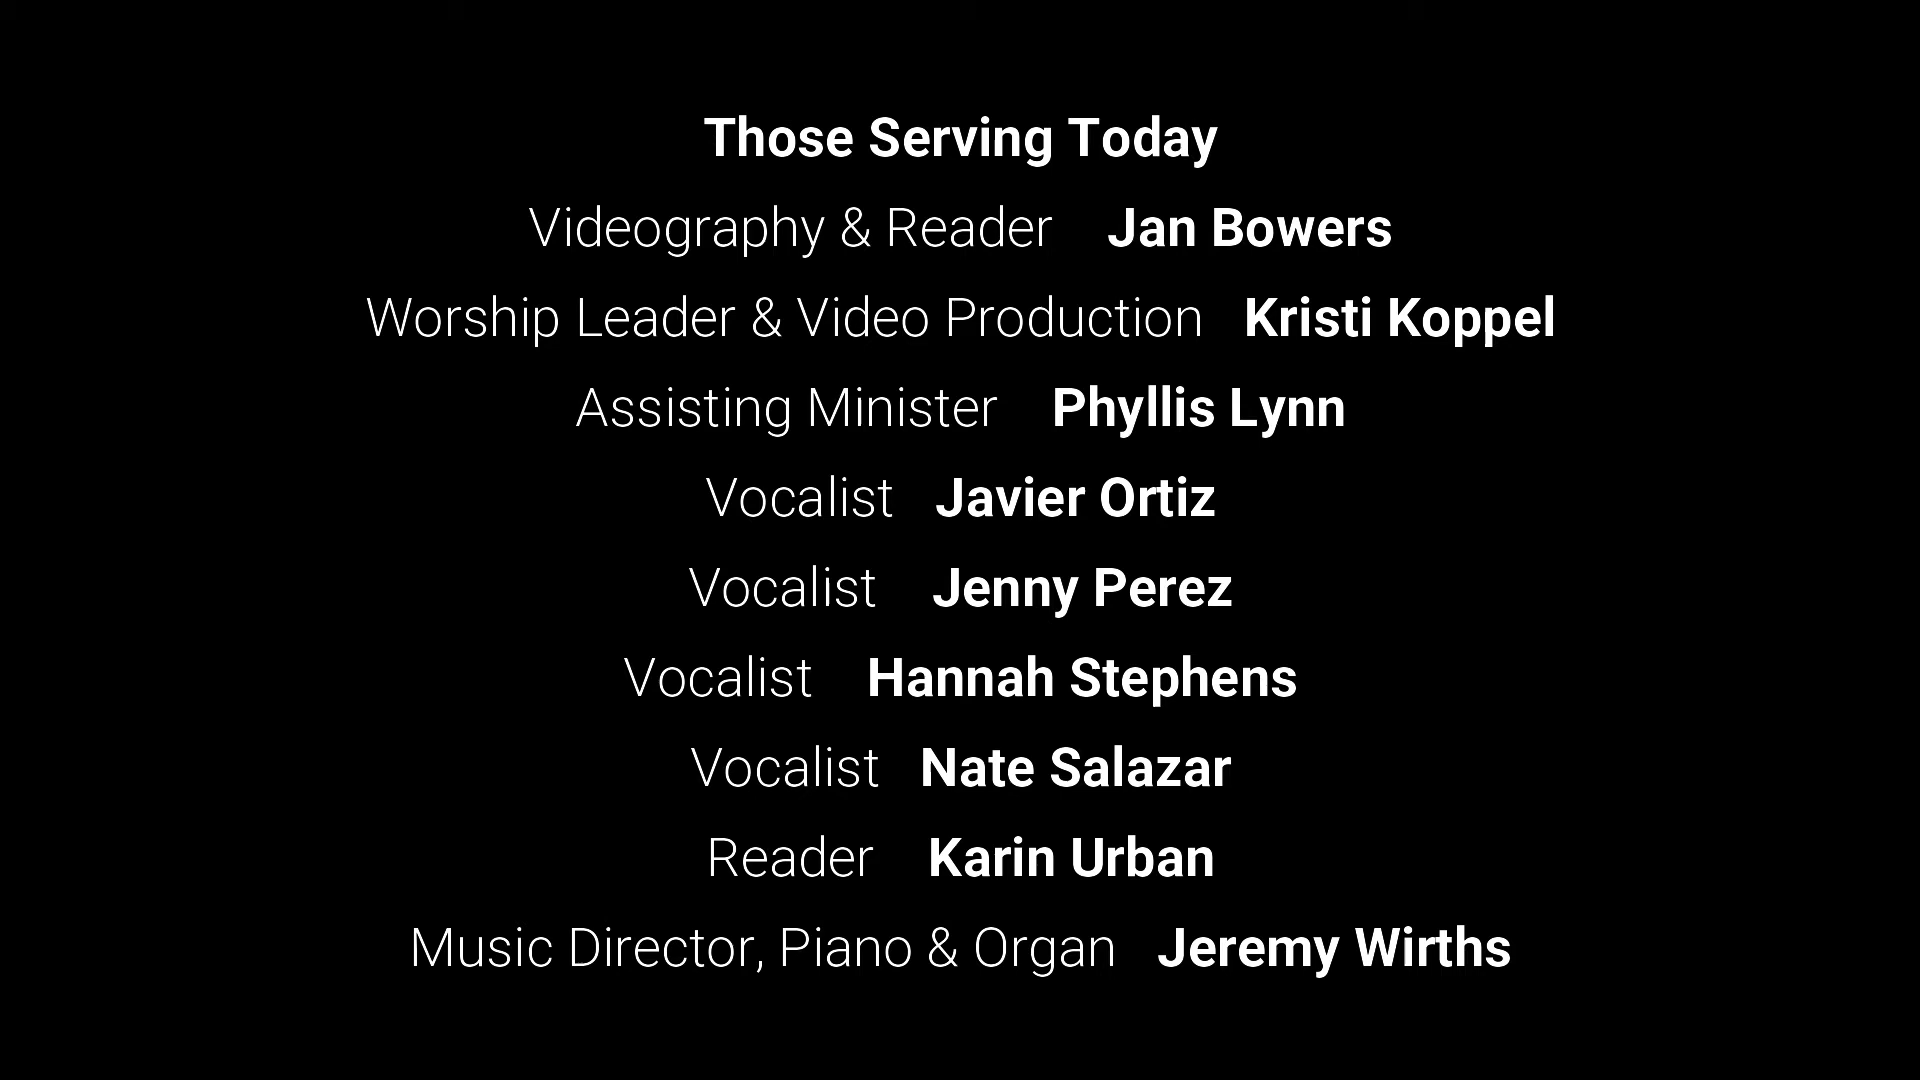 Those Serving Today
Videography & Reader Jan Bowers
Worship Leader & Video Production Kristi Koppel
Assisting Minister Phyllis Lynn
Vocalist Javier Ortiz
Vocalist Jenny Perez
Vocalist Hannah Stephens
Vocalist Nate Salazar
Reader Karin Urban
Music Director, Piano & Organ Jeremy Wirths